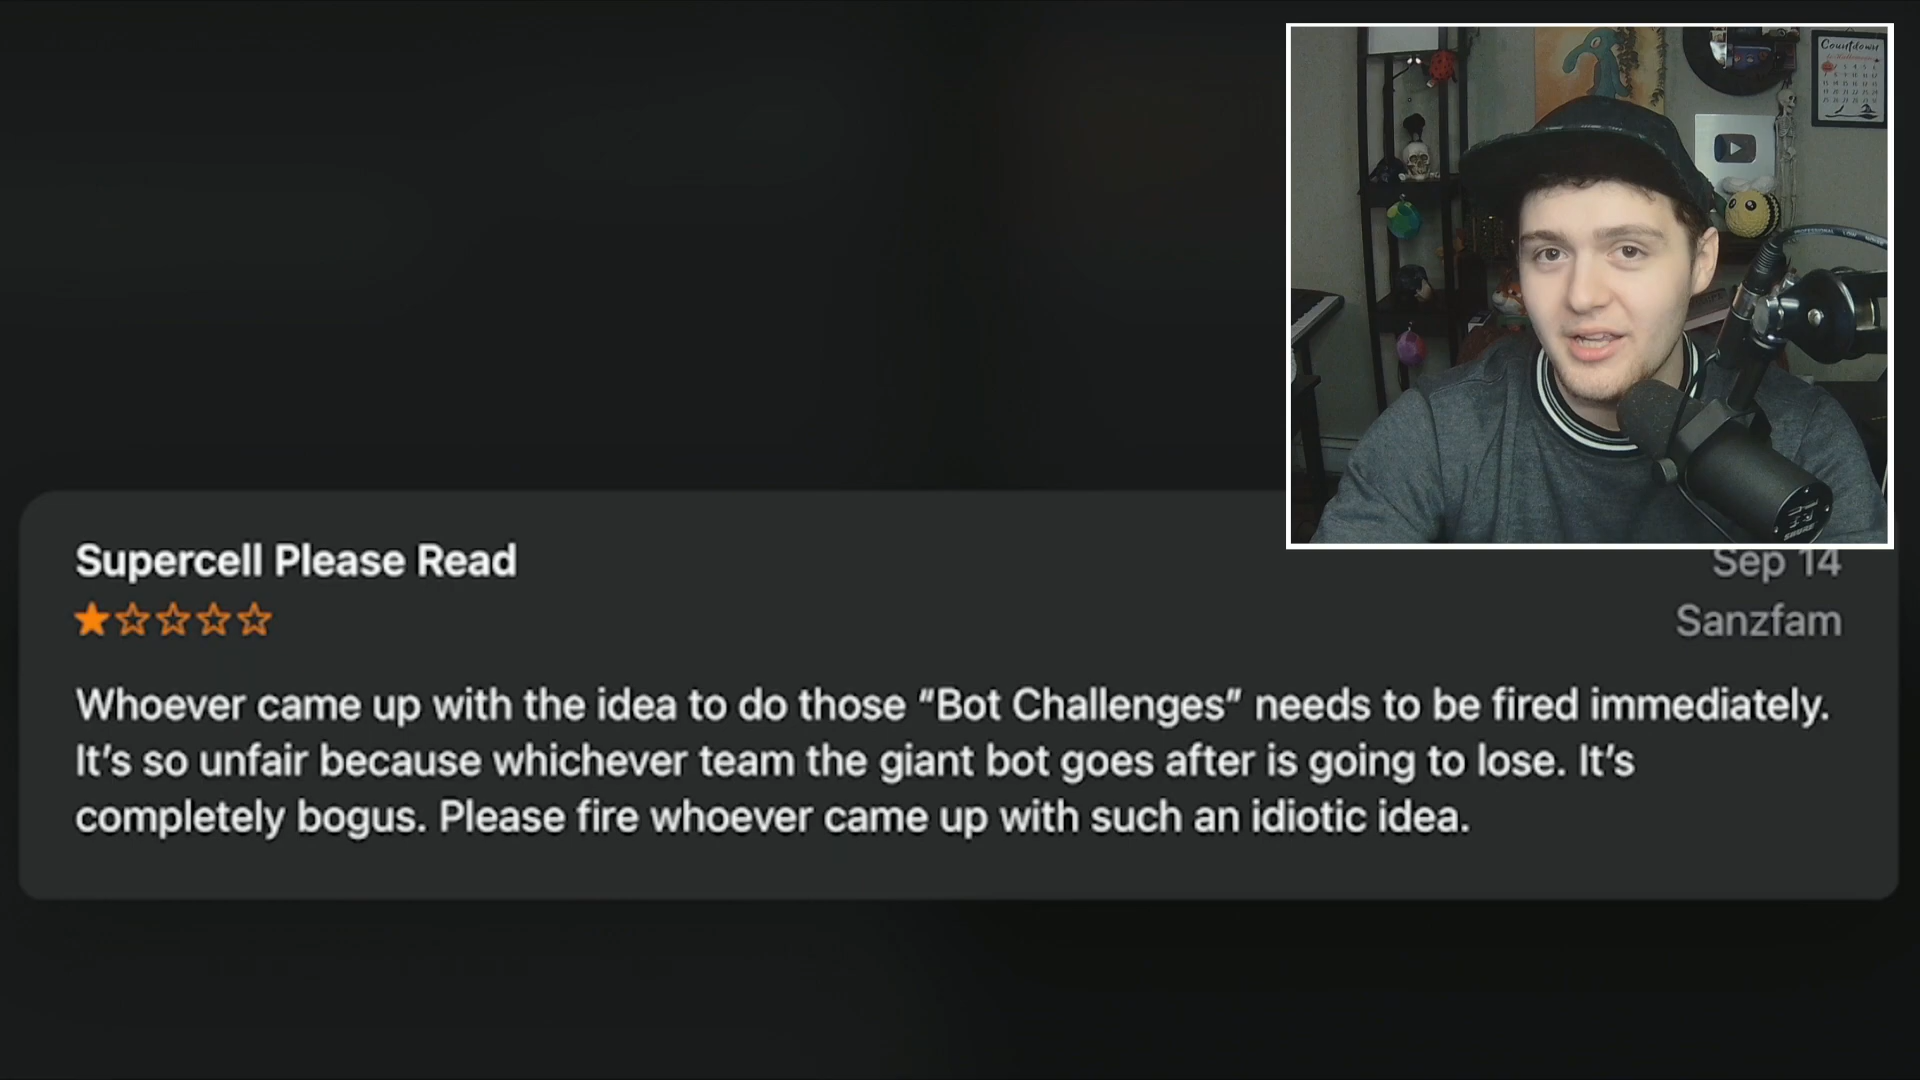 Countdown
Supercell Please Read
Sep 14
Sanzfam
Whoever came up with the idea to do those “Bot Challenges” needs to be fired immediately.
It’s so unfair because whichever team the giant bot goes after is going to lose. It’s
completely bogus. Please fire whoever came up with such an idiotic idea.
SHURE